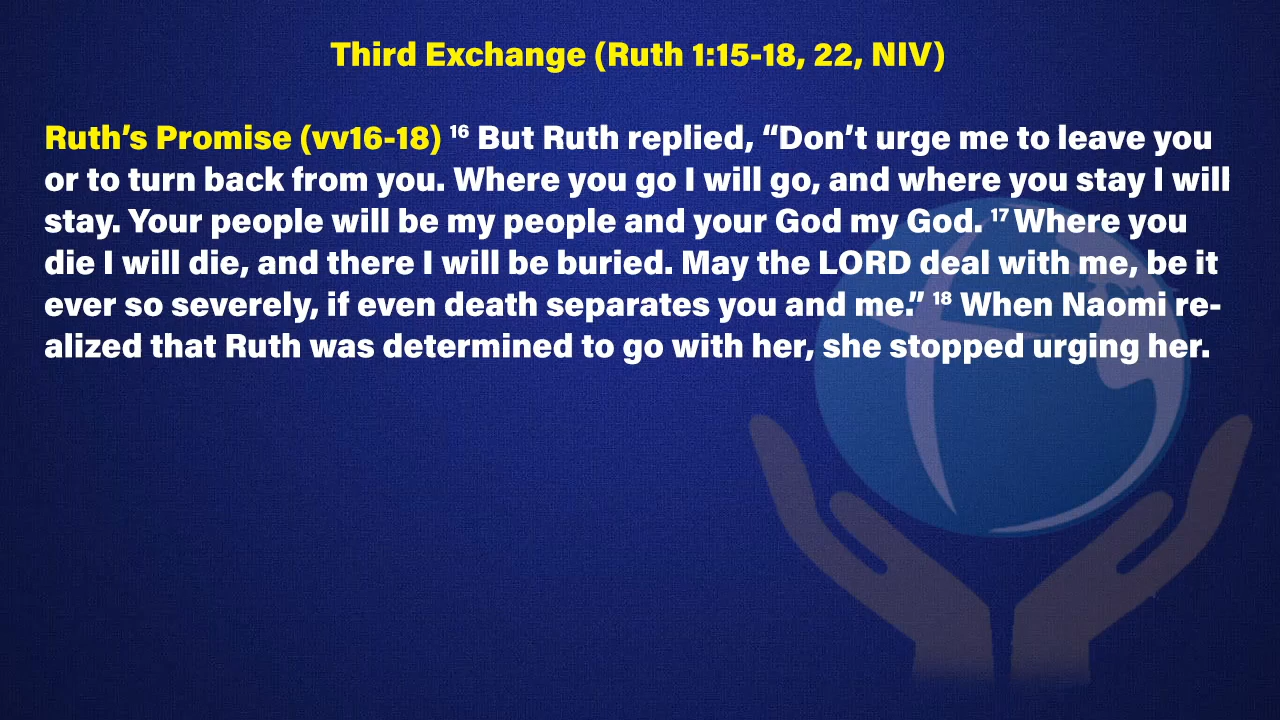 Third Exchange (Ruth 1:15-18, 22, NIV)
Ruth’s Promise (vv16-18) ¹⁶ But Ruth replied, “Don’t urge me to leave you
or to turn back from you. Where you go I will go, and where you stay I will
stay. Your people will be my people and your God my God. ¹⁷ Where you
die I will die, and there I will be buried. May the LORD deal with me, be it
ever so severely, if even death separates you and me.” ¹⁸ When Naomi re-
alized that Ruth was determined to go with her, she stopped urging her.